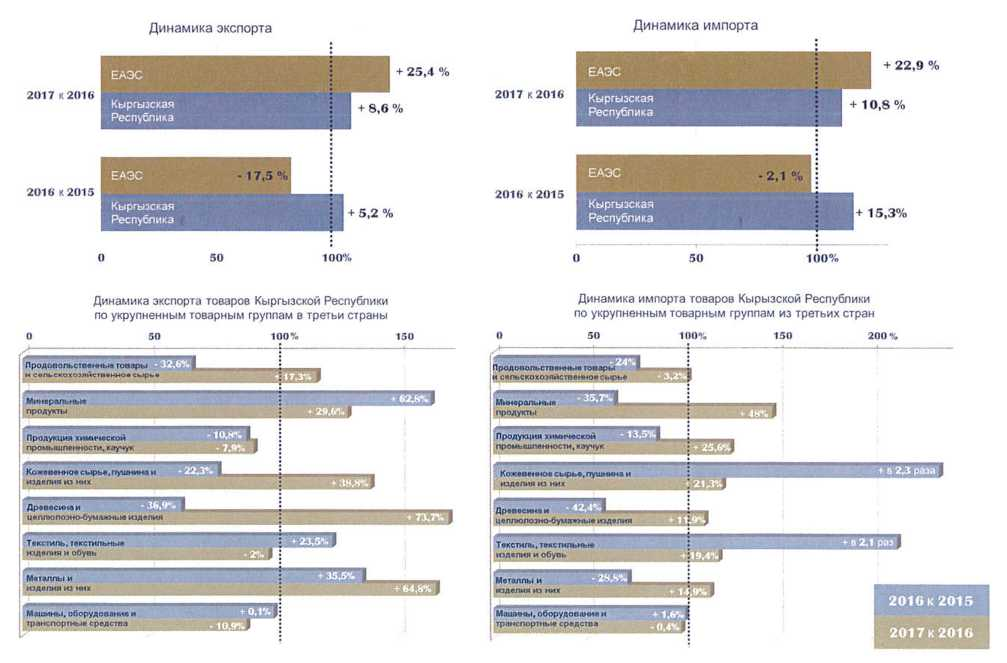 Динамика экспорта
2017 к 2016
ЕАЭС
+ 25,4 %
Кыргызская
Республика
+ 8,6 %
2016 к 2015
ЕАЭС
- 17,5 %
Кыргызская
Республика
+ 5,2 %
0 50 100%
Динамика импорта
2017 к 2016
ЕАЭС
+ 22,9 %
Кыргызская
Республика
+ 10,8 %
2016 к 2015
ЕАЭС
- 2,1 %
Кыргызская
Республика
+ 15,3%
0 50 100%
Динамика экспорта товаров Кыргызской Республики
по укрупненным товарным группам в третьи страны
0 50 100 150
Продовольственные товары - 32,6%
и сельскохозяйственное сырье - 17,3%
Минеральные + 62,8%
продукты + 29,6%
Продукция химической - 10,8%
промышленности, каучук - 7,9%
Кожевенное сырье, пушнина и - 22,3%
изделия из них + 38,8%
Древесина и - 36,9%
целлюлозно-бумажные изделия + 73,7%
Текстиль, текстильные + 23,5%
изделия и обувь - 2%
Металлы и + 35,5%
изделия из них + 64,8%
Машины, оборудование и + 0,1%
транспортные средства - 10,9%
Динамика импорта товаров Кырызской Республики
по укрупненным товарным группам из третьих стран
0 50 100% 150 200 %
Продовольственные товары - 24%
и сельскохозяйственное сырье - 3,2%
Минеральные - 35,7%
продукты + 48%
Продукция химической - 13,5%
промышленности, каучук + 25,6%
Кожевенное сырье, пушнина и + в 2,3 раза
изделия из них + 21,3%
Древесина и - 42,4%
целлюлозно-бумажные изделия + 11,9%
Текстиль, текстильные + в 2,1 раз
изделия и обувь + 19,4%
Металлы и - 28,8%
изделия из них + 14,9%
Машины, оборудование и + 1,6%
транспортные средства - 0,4%
2016 к 2015
2017 к 2016